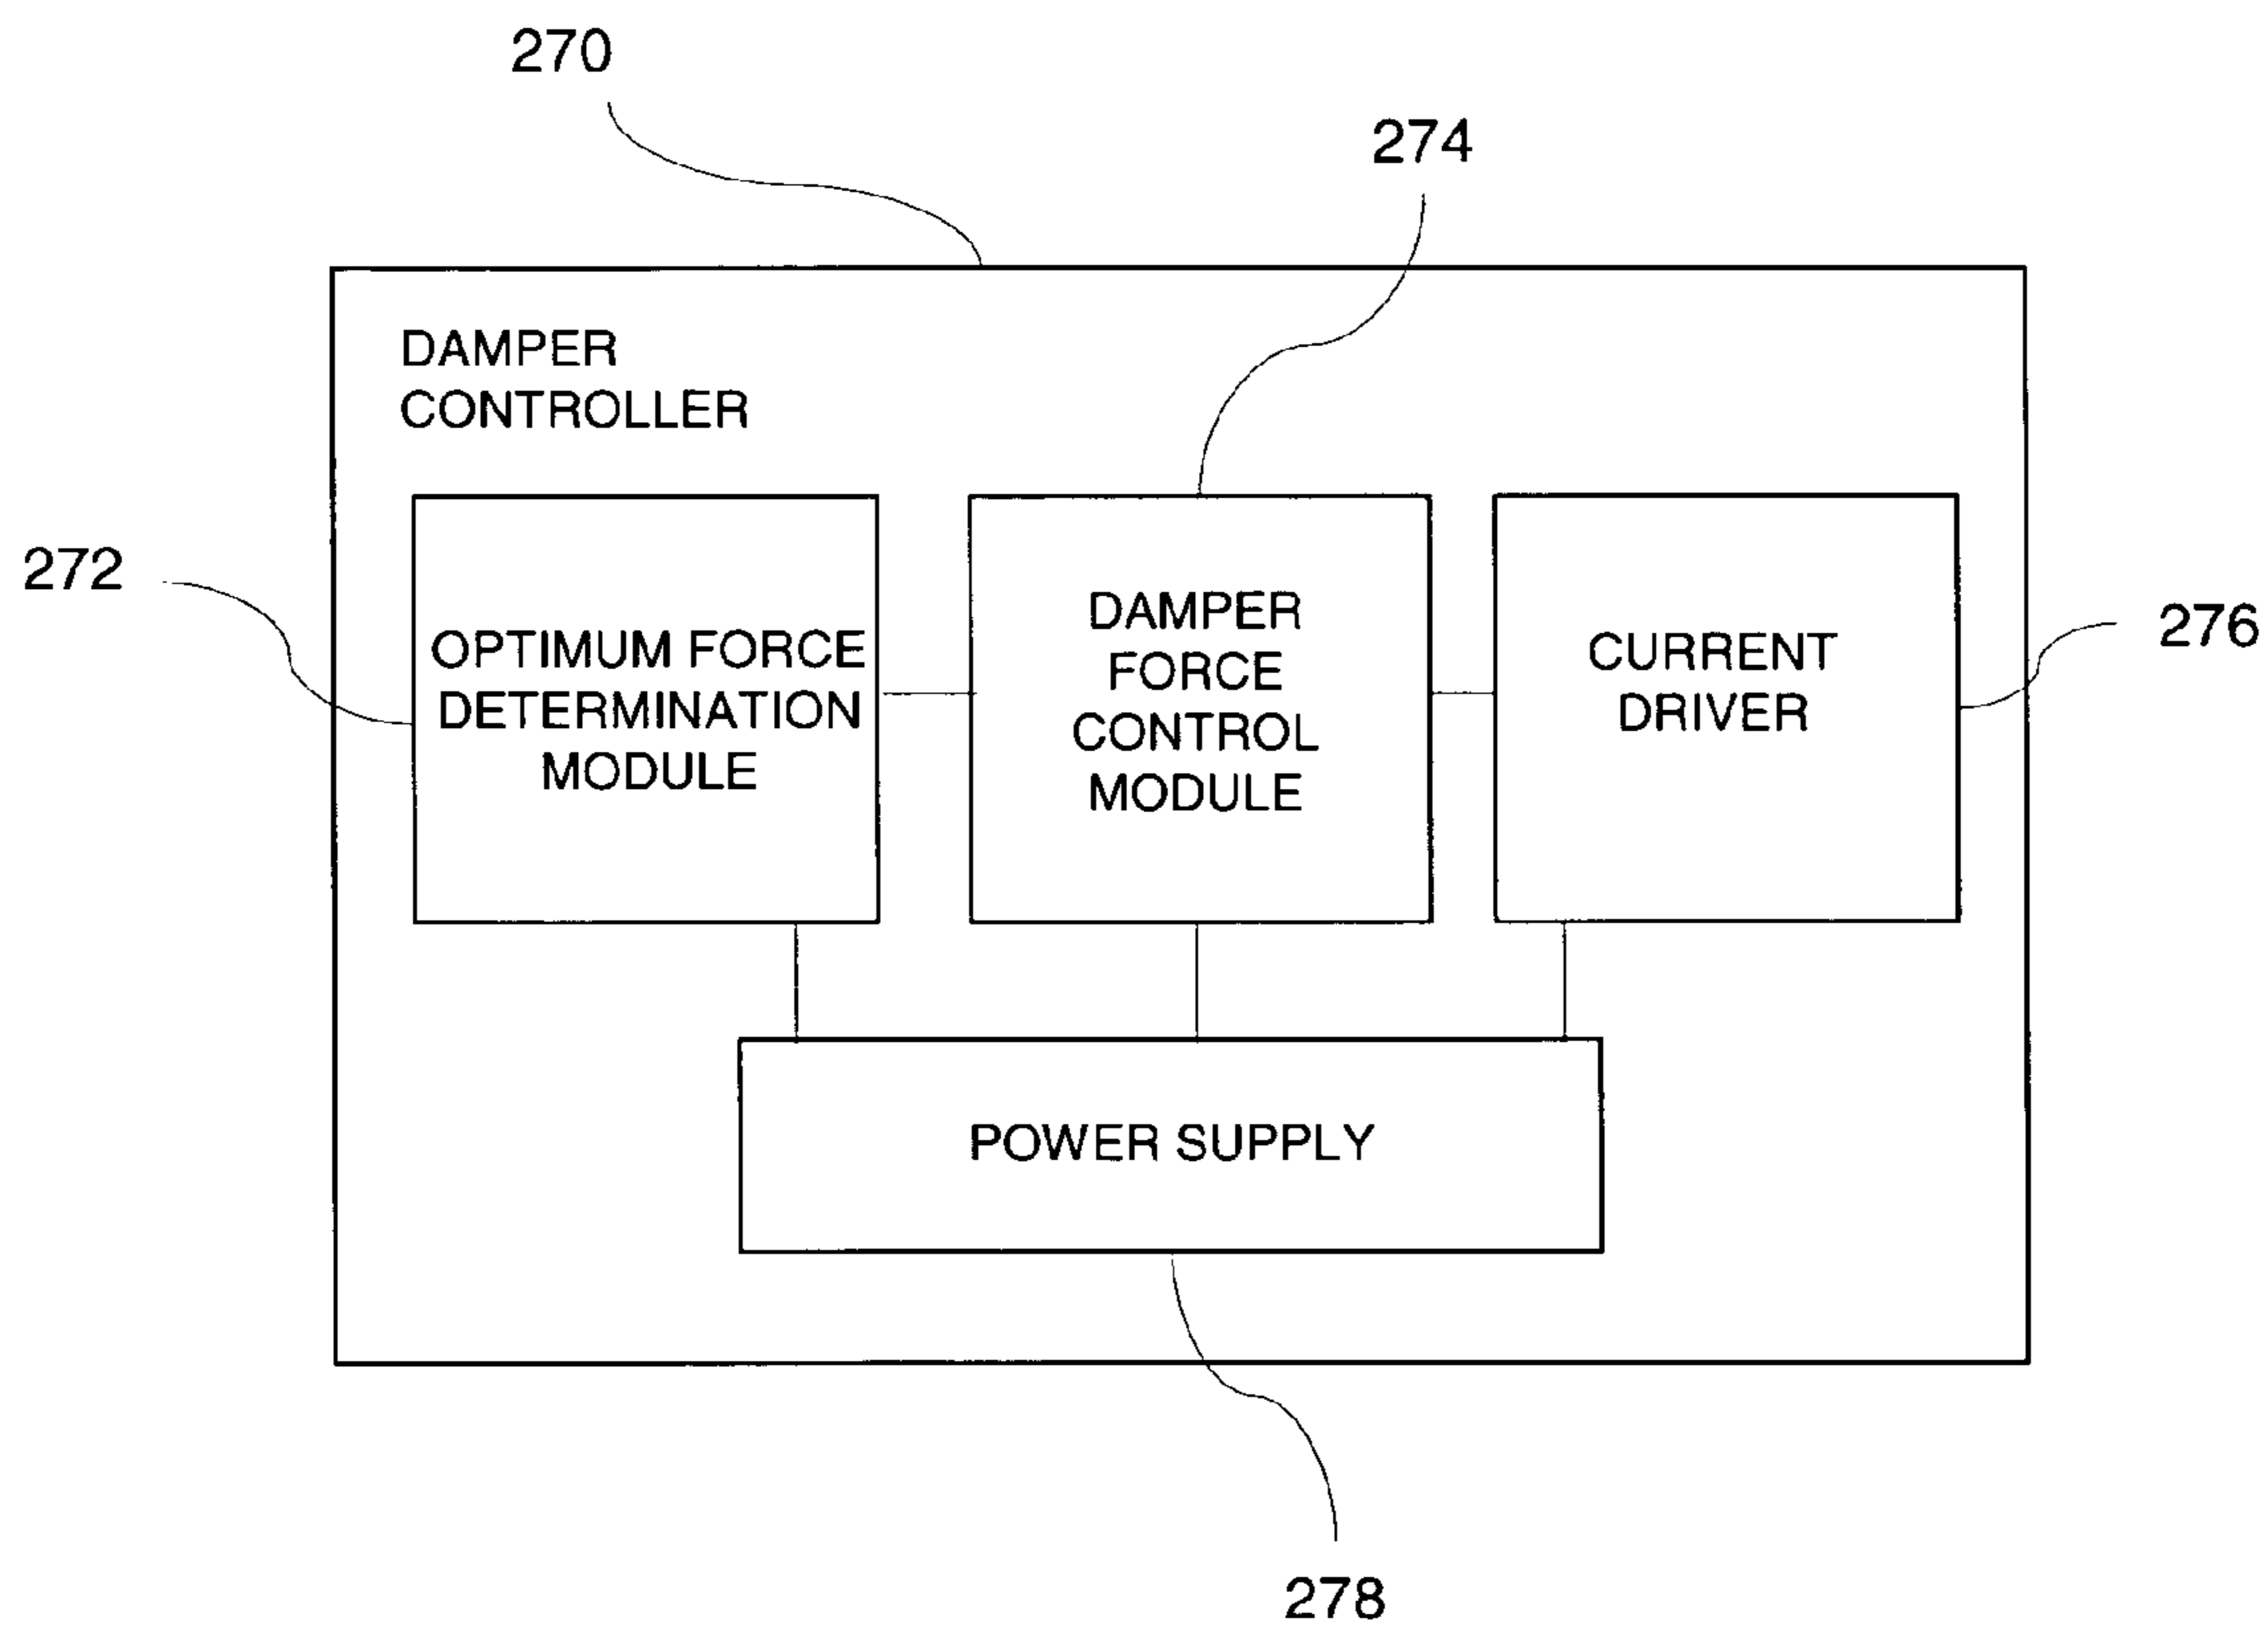 270
274
DAMPER
CONTROLLER
272
OPTIMUM FORCE
DETERMINATION
MODULE
DAMPER
FORCE
CONTROL
MODULE
CURRENT
DRIVER
276
POWER SUPPLY
278